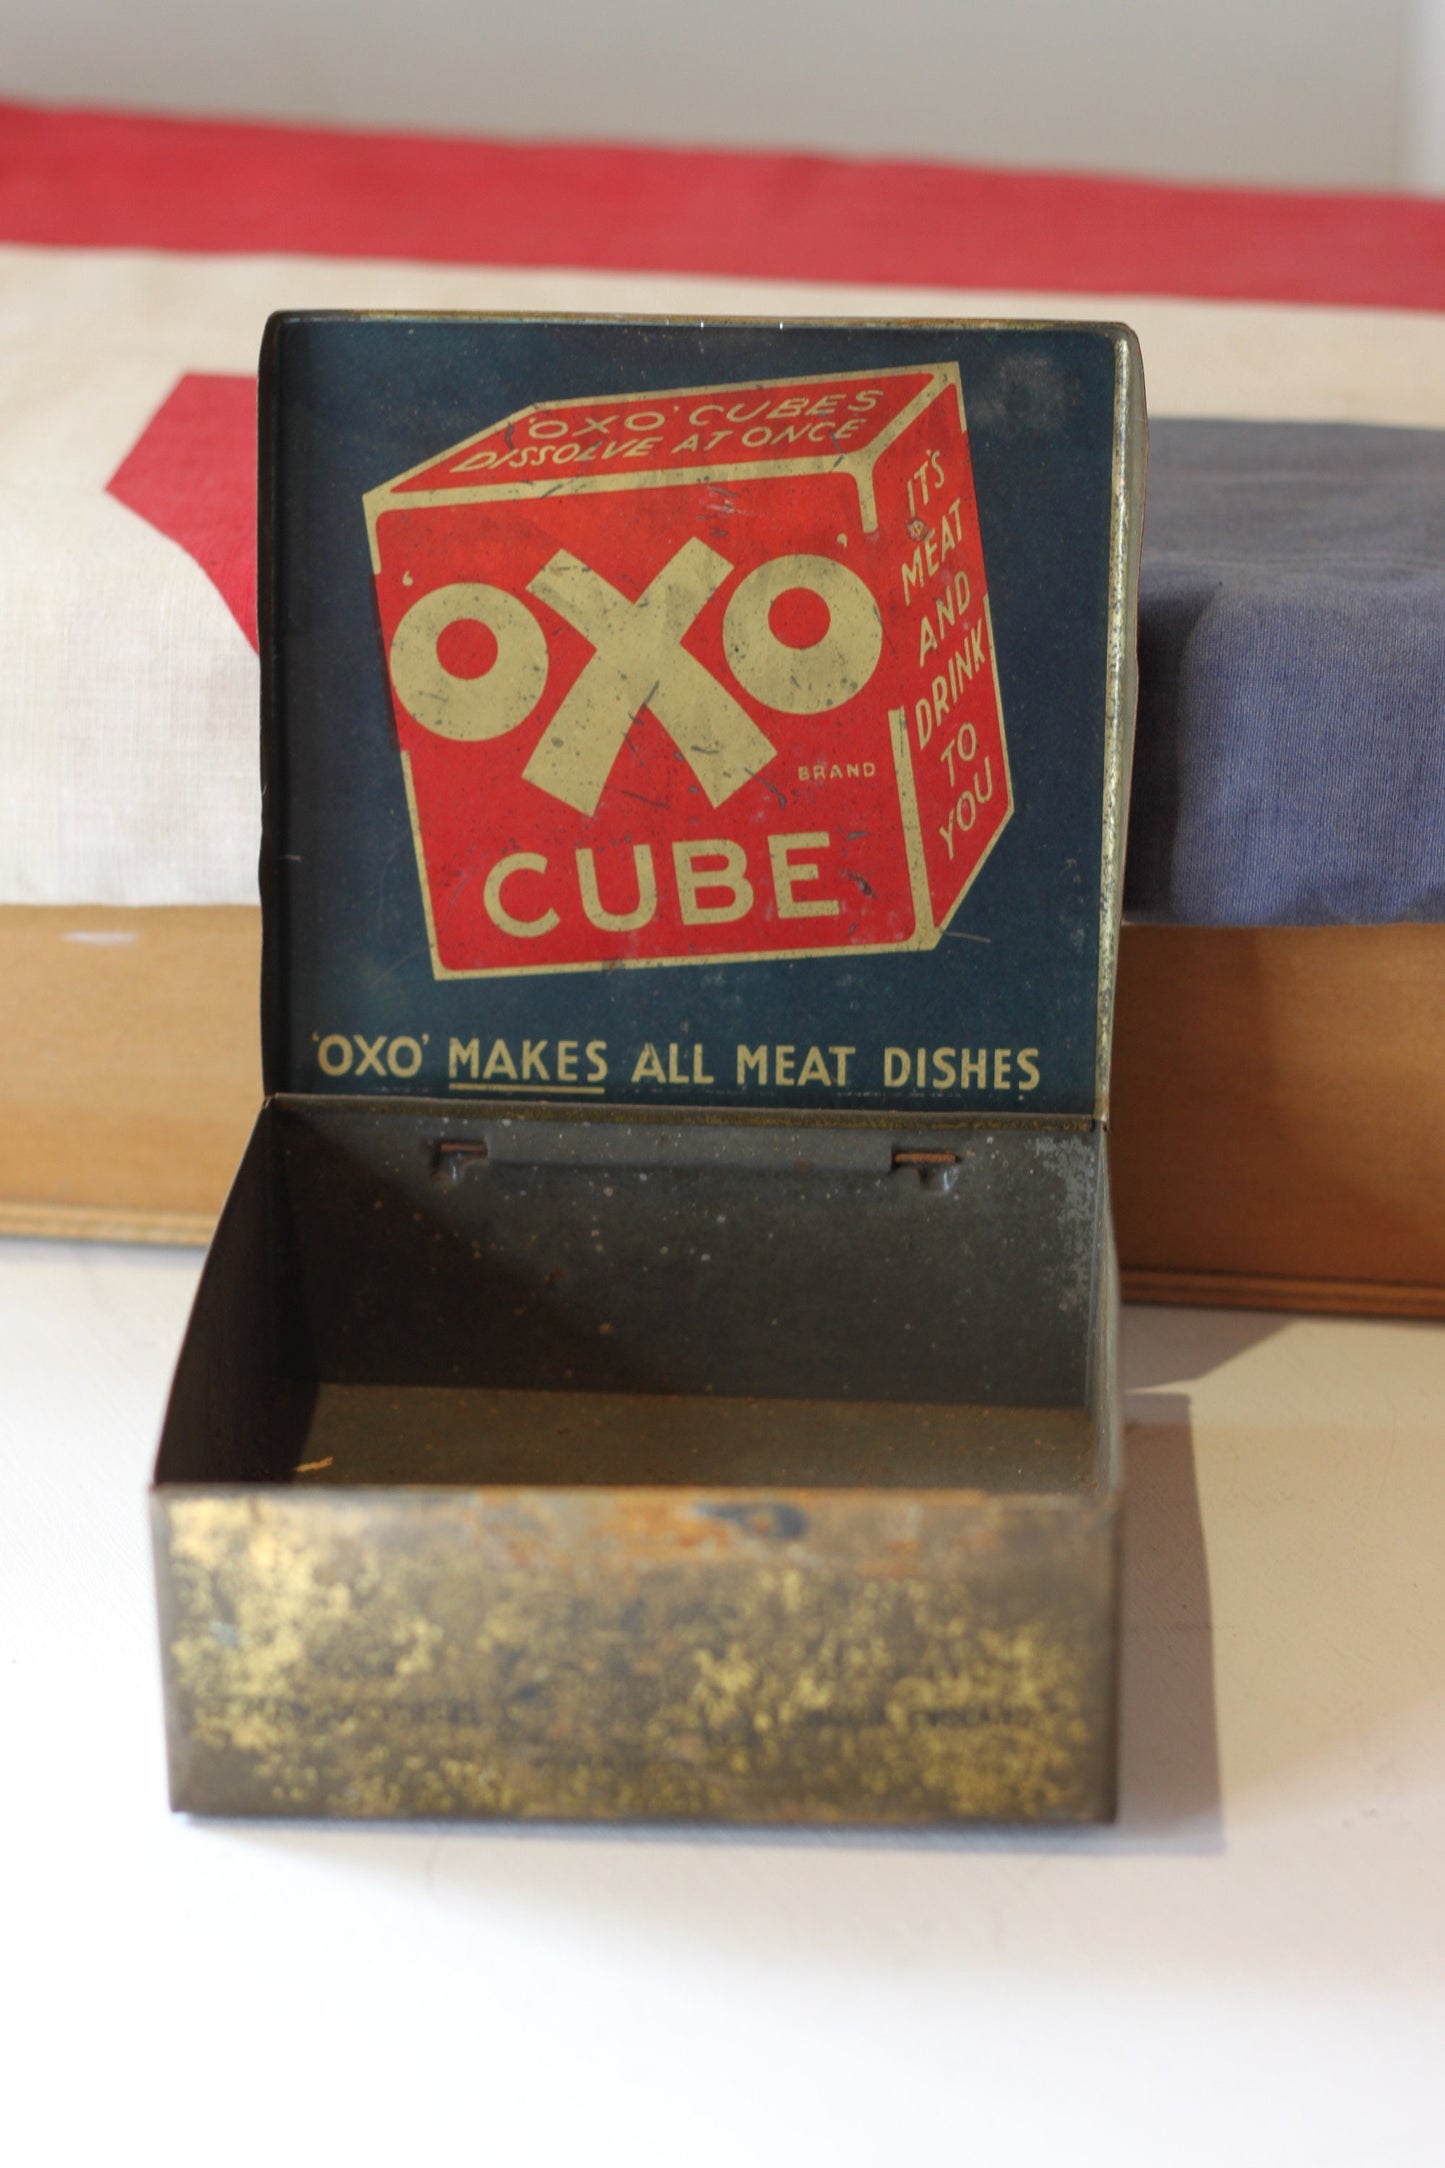 'OXO' CUBES
DISSOLVE AT ONCE
'OXO'
BRAND
CUBE
IT'S
MEAT
AND
DRINK
TO
YOU
'OXO' MAKES ALL MEAT DISHES
ENGLAND